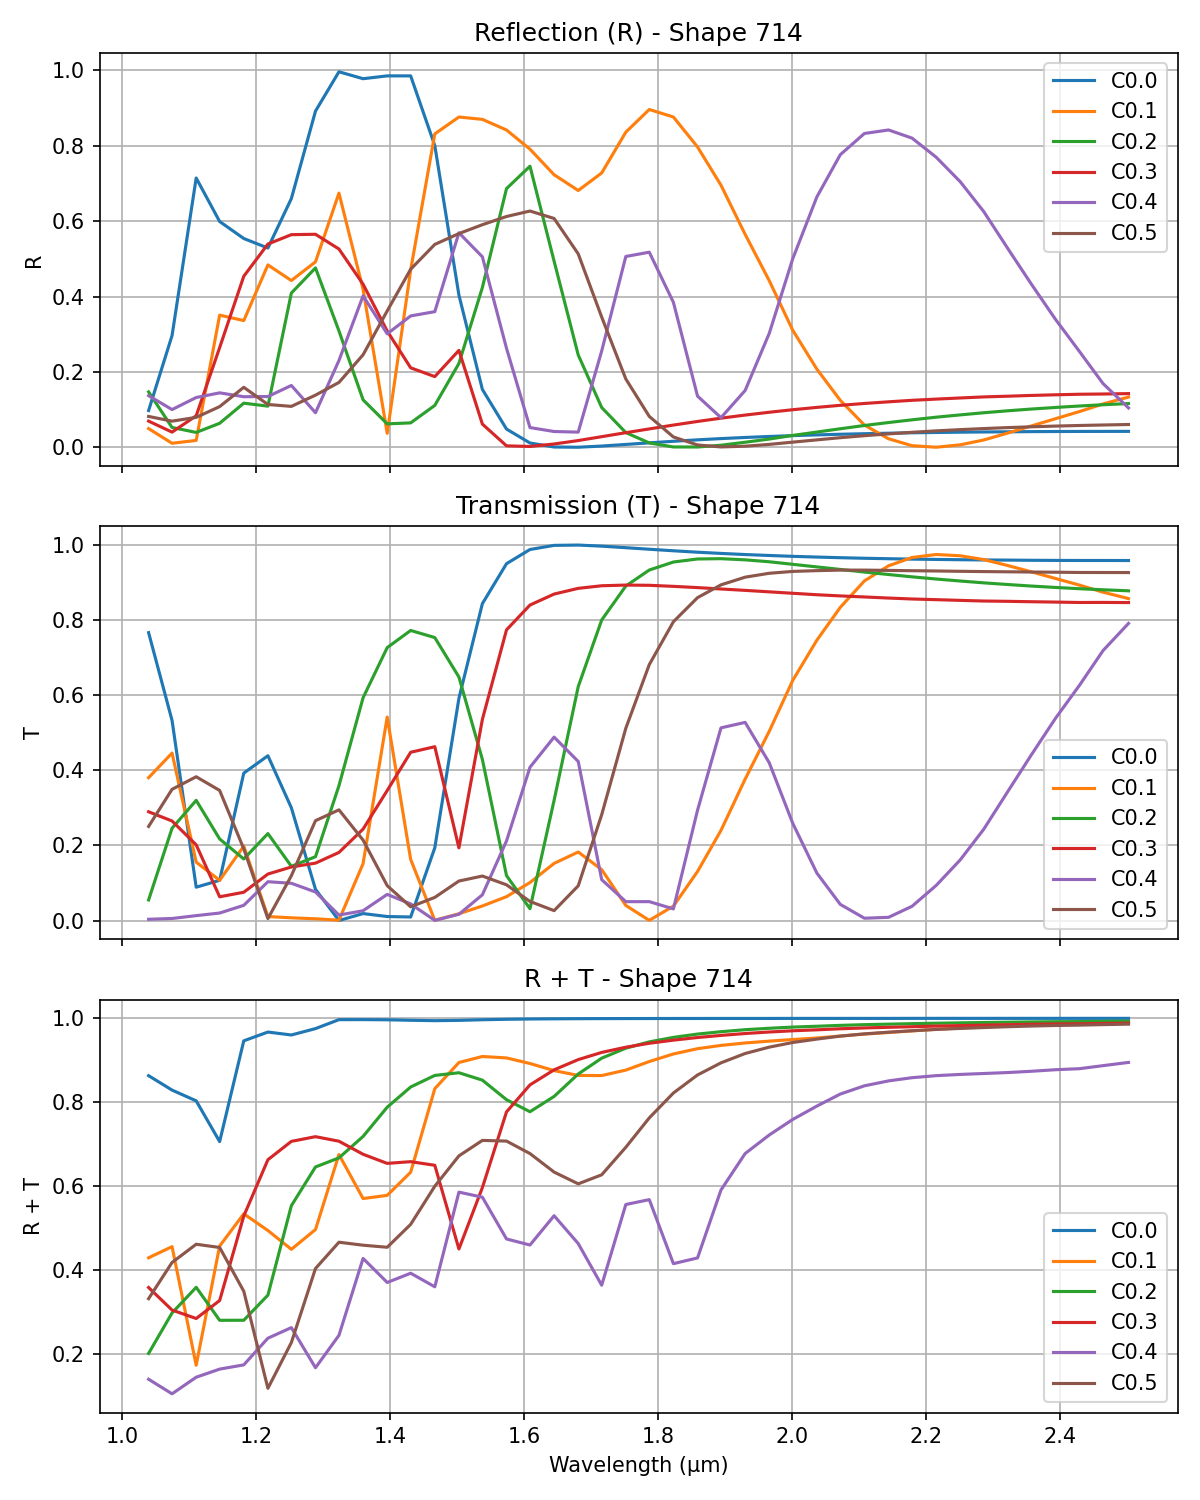 Reflection (R) - Shape 714
1.0
0.8
0.6
0.4
0.2
0.0
R
C0.0
C0.1
C0.2
C0.3
C0.4
C0.5
Transmission (T) - Shape 714
1.0
0.8
0.6
0.4
0.2
0.0
T
C0.0
C0.1
C0.2
C0.3
C0.4
C0.5
R + T - Shape 714
1.0
0.8
0.6
0.4
0.2
R + T
C0.0
C0.1
C0.2
C0.3
C0.4
C0.5
1.0 1.2 1.4 1.6 1.8 2.0 2.2 2.4
Wavelength (μm)